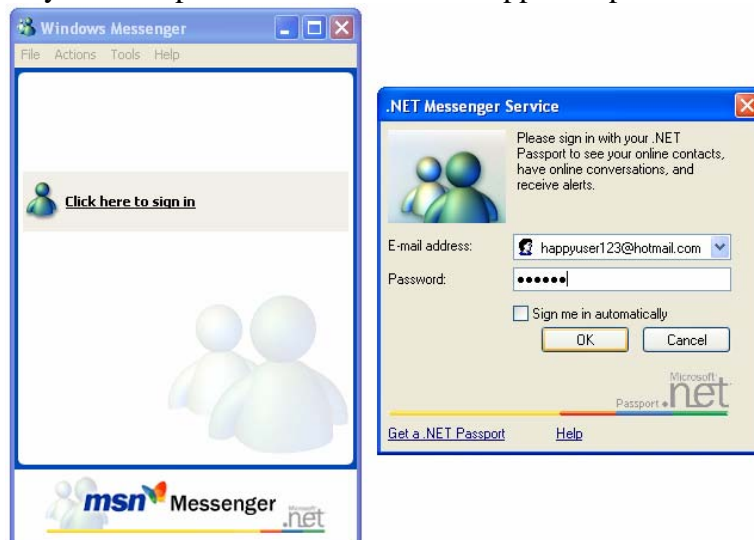 Windows Messenger
File Actions Tools Help
Click here to sign in
msn Messenger
Microsoft
.net
.NET Messenger Service
Please sign in with your .NET
Passport to see your online contacts,
have online conversations, and
receive alerts.
E-mail address:
happyuser123@hotmail.com
Password:
••••••
Sign me in automatically
OK Cancel
Microsoft
Passport .net
Get a .NET Passport Help